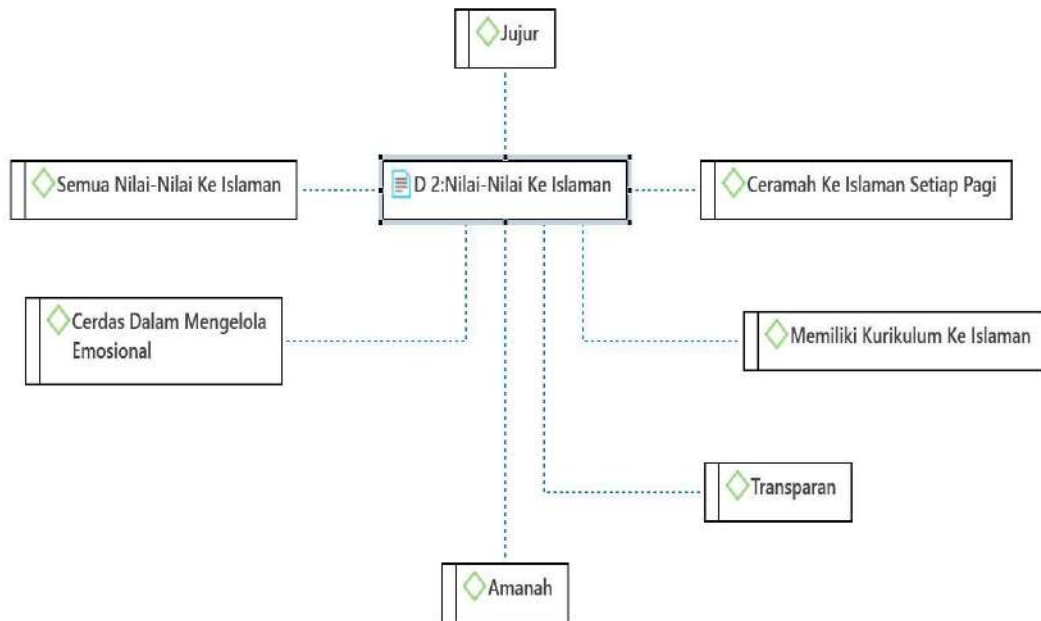 Jujur
Semua Nilai-Nilai Ke Islaman
D 2:Nilai-Nilai Ke Islaman
Ceramah Ke Islaman Setiap Pagi
Cerdas Dalam Mengelola
Emosional
Memiliki Kurikulum Ke Islaman
Transparan
Amanah